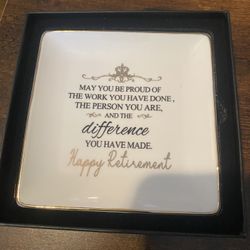 MAY YOU BE PROUD OF
THE WORK YOU HAVE DONE,
THE PERSON YOU ARE,
AND THE
difference
YOU HAVE MADE.
Happy Retirement